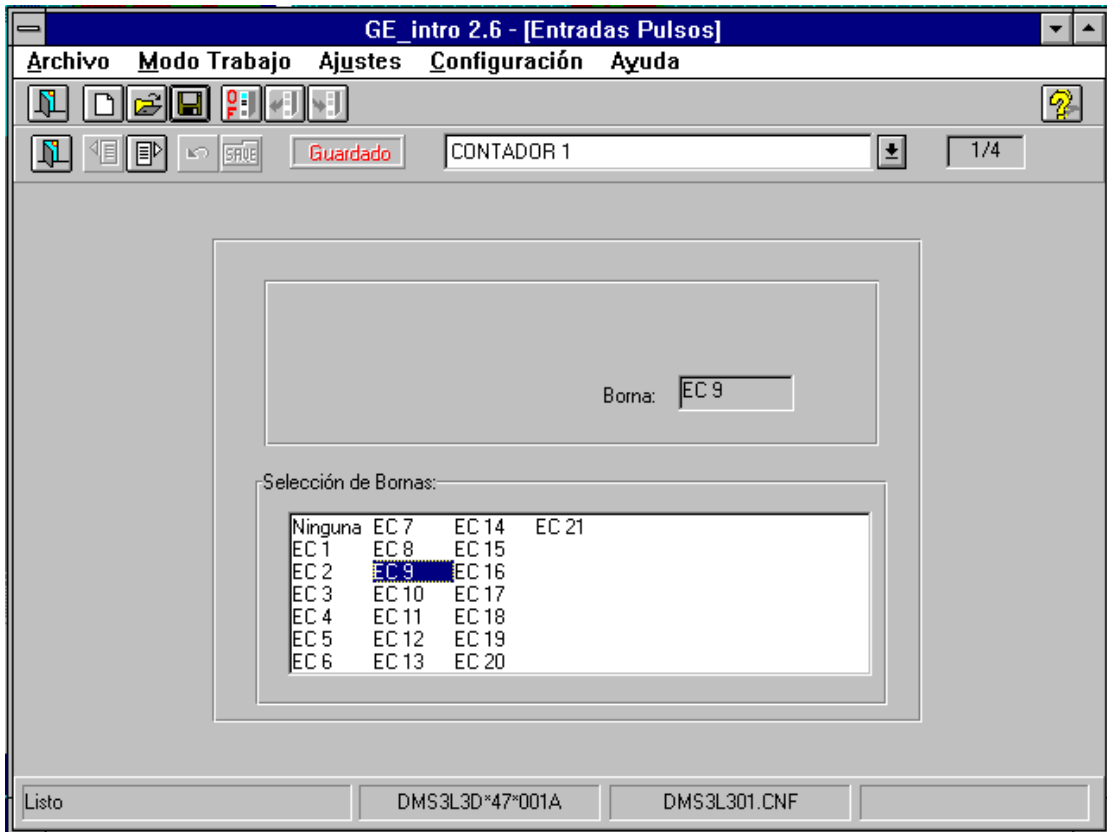 GE_intro 2.6 - [Entradas Pulsos]
Archivo Modo Trabajo Ajustes Configuración Ayuda
SAVE Guardado CONTADOR 1 1/4
Borna: EC 9
Selección de Bornas:
Ninguna EC 7 EC 14 EC 21
EC 1 EC 8 EC 15
EC 2 EC 9 EC 16
EC 3 EC 10 EC 17
EC 4 EC 11 EC 18
EC 5 EC 12 EC 19
EC 6 EC 13 EC 20
Listo DMS3L3D*47*001A DMS3L301.CNF